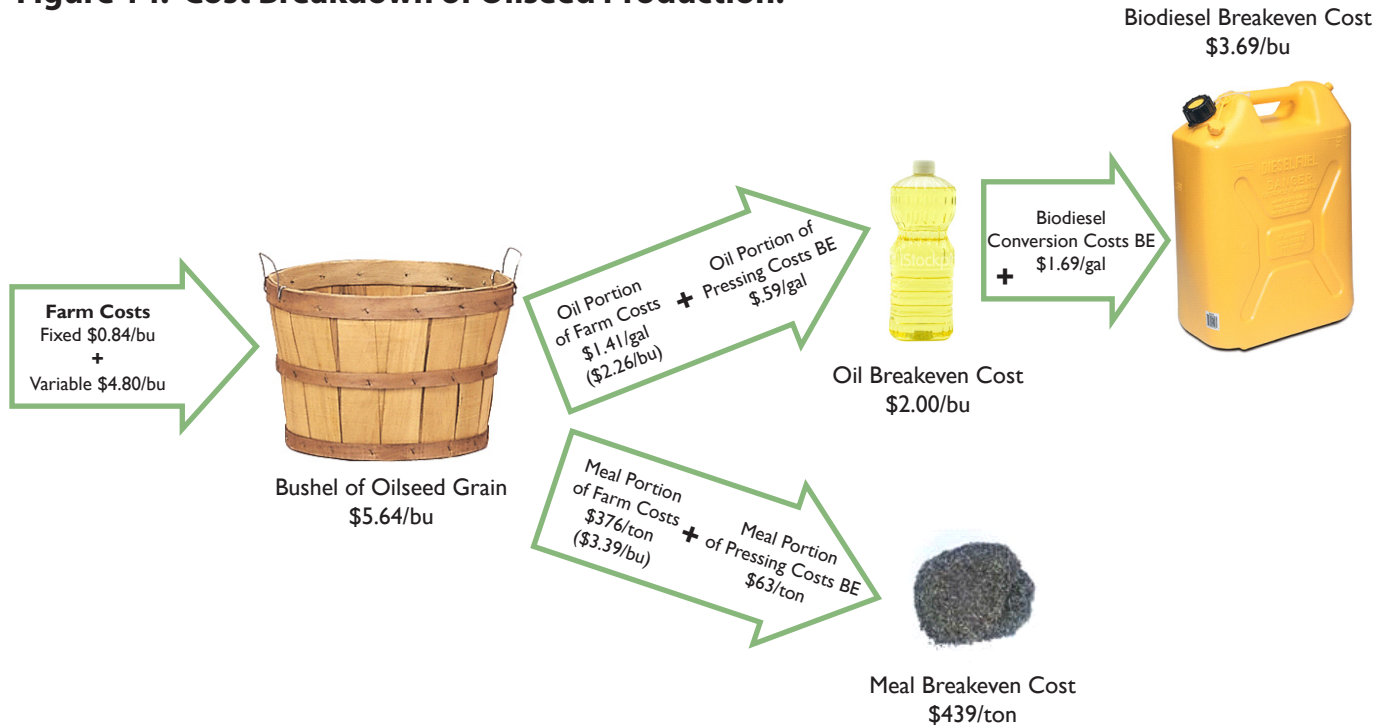 Biodiesel Breakeven Cost
$3.69/bu
Farm Costs
Fixed $0.84/bu
+
Variable $4.80/bu
Bushel of Oilseed Grain
$5.64/bu
Oil Portion
of Farm Costs
$1.41/gal
($2.26/bu)
+
Oil Portion of
Pressing Costs BE
$.59/gal
Oil Breakeven Cost
$2.00/bu
Biodiesel
Conversion Costs BE
+ $1.69/gal
DIESEL FUEL
DANGER
Meal Portion
of Farm Costs
$376/ton
($3.39/bu)
+
Meal Portion
of Pressing Costs BE
$63/ton
Meal Breakeven Cost
$439/ton